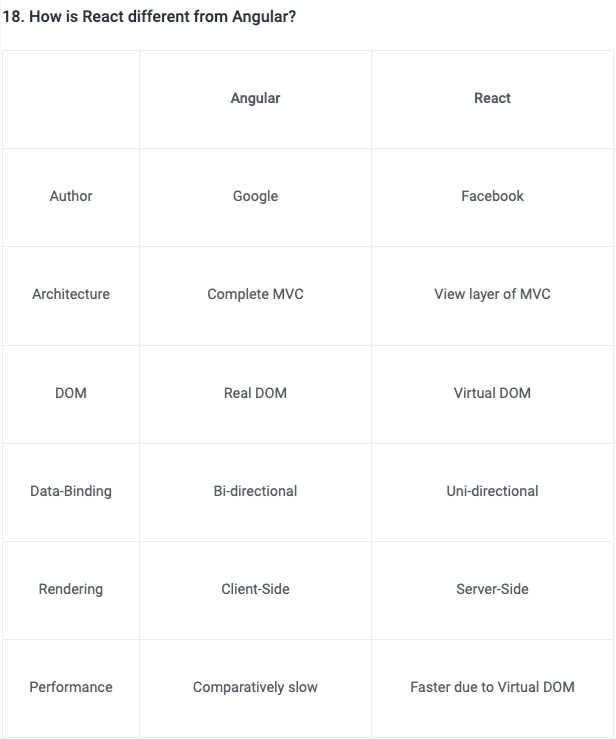 18. How is React different from Angular?
Angular React
Author Google Facebook
Architecture Complete MVC View layer of MVC
DOM Real DOM Virtual DOM
Data-Binding Bi-directional Uni-directional
Rendering Client-Side Server-Side
Performance Comparatively slow Faster due to Virtual DOM